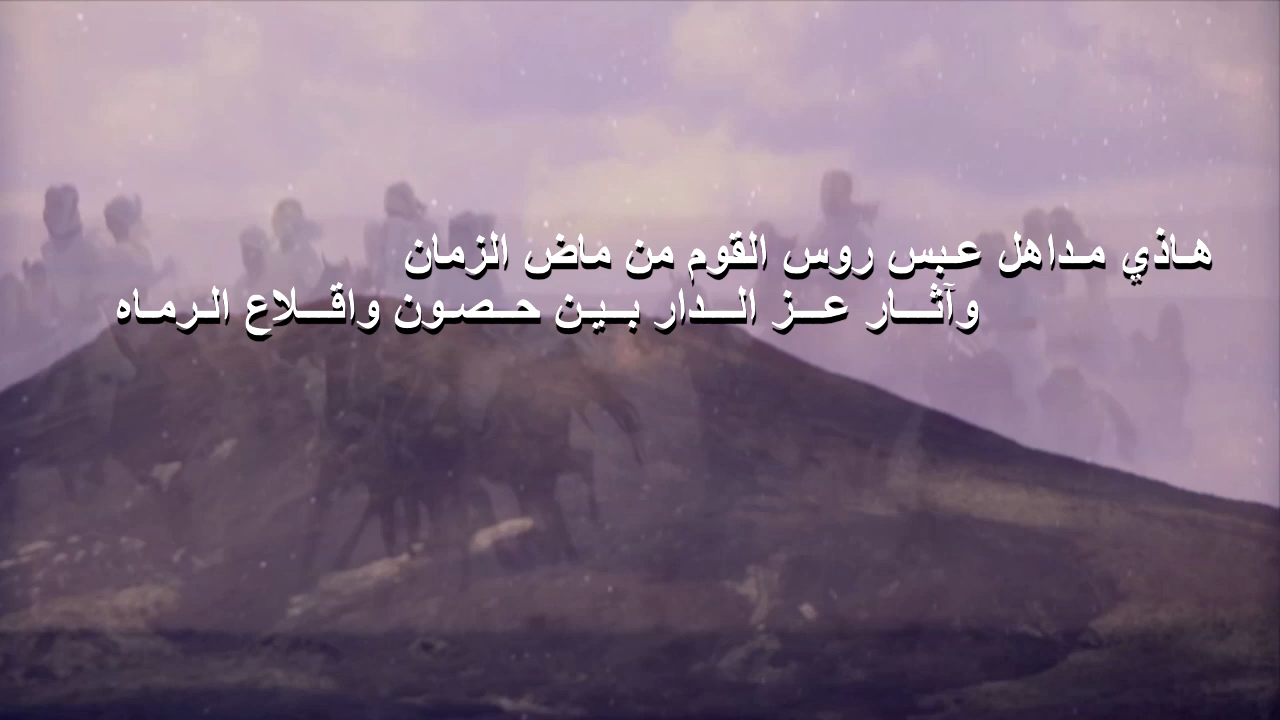 هاذي مداهل عبس روس القوم من ماض الزمان
وآثار عز الدار بين حصون واقلاع الرماه